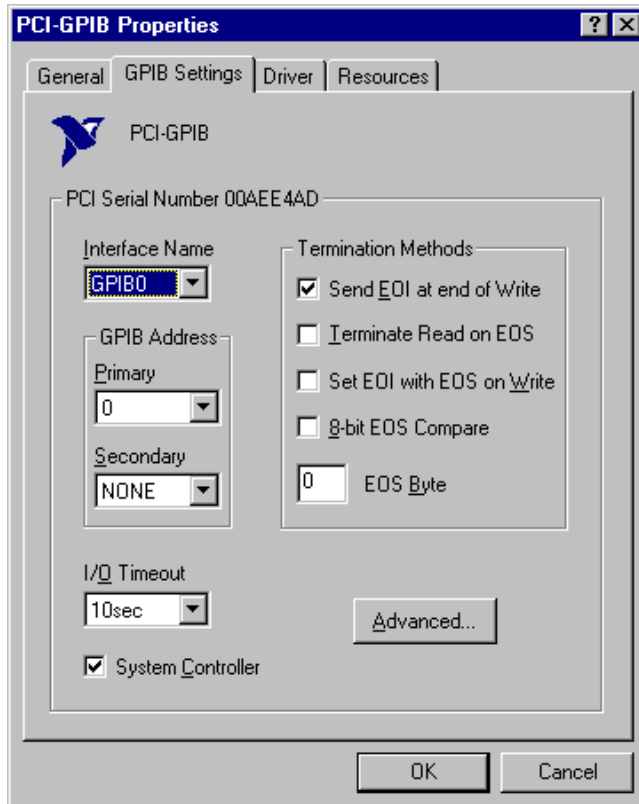 PCI-GPIB Properties
? X
General GPIB Settings Driver Resources
PCI-GPIB
PCI Serial Number 00AEE4AD
Interface Name
GPIB0
GPIB Address
Primary
0
Secondary
NONE
I/O Timeout
10sec
System Controller
Termination Methods
Send EOI at end of Write
Terminate Read on EOS
Set EOI with EOS on Write
8-bit EOS Compare
0 EOS Byte
Advanced...
OK Cancel